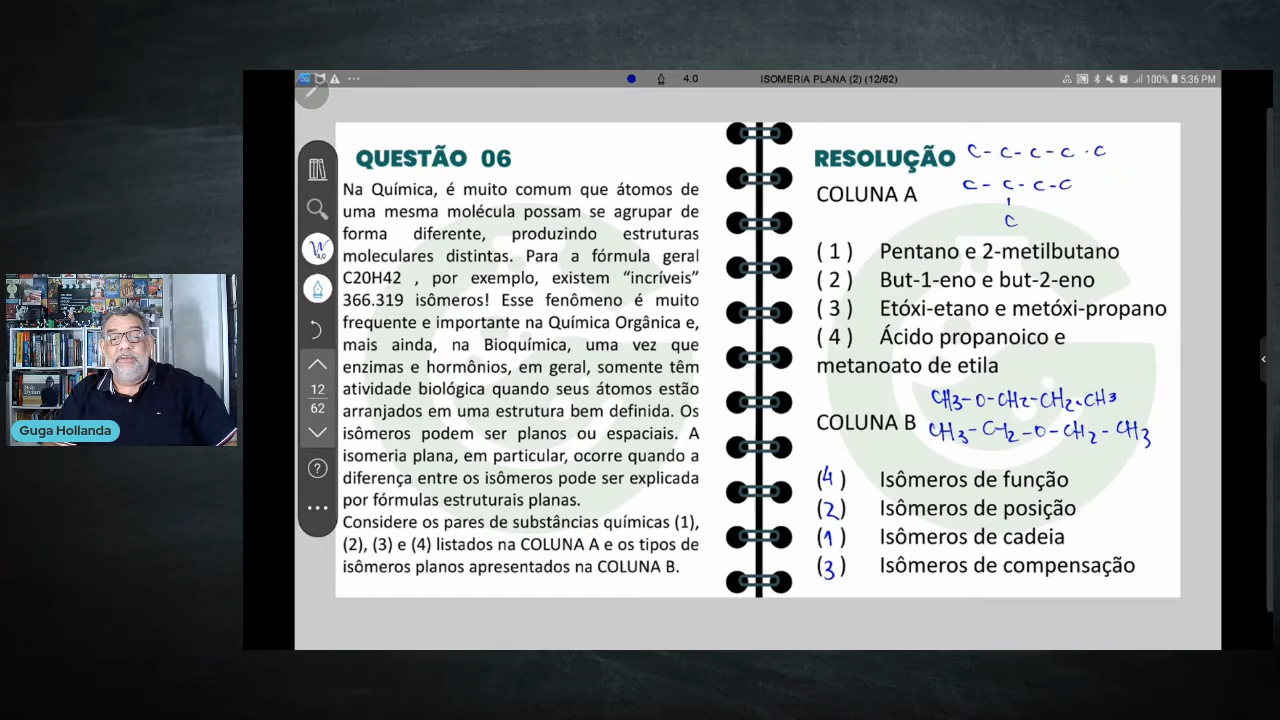 4.0
ISOMERIA PLANA (2) (12/62)
100%
5:36 PM
4.0
12
62
?
QUESTÃO 06
Na Química, é muito comum que átomos de
uma mesma molécula possam se agrupar de
forma diferente, produzindo estruturas
moleculares distintas. Para a fórmula geral
C20H42 , por exemplo, existem “incríveis”
366.319 isômeros! Esse fenômeno é muito
frequente e importante na Química Orgânica e,
mais ainda, na Bioquímica, uma vez que
enzimas e hormônios, em geral, somente têm
atividade biológica quando seus átomos estão
arranjados em uma estrutura bem definida. Os
isômeros podem ser planos ou espaciais. A
isomeria plana, em particular, ocorre quando a
diferença entre os isômeros pode ser explicada
por fórmulas estruturais planas.
Considere os pares de substâncias químicas (1),
(2), (3) e (4) listados na COLUNA A e os tipos de
isômeros planos apresentados na COLUNA B.
RESOLUÇÃO
C - C - C - C - C
C - C - C - C
C
COLUNA A
( 1 ) Pentano e 2-metilbutano
( 2 ) But-1-eno e but-2-eno
( 3 ) Etóxi-etano e metóxi-propano
( 4 ) Ácido propanoico e
metanoato de etila
CH3 - O - CH2 - CH2 - CH3
COLUNA B
CH3 - CH2 - O - CH2 - CH3
(4) Isômeros de função
(2) Isômeros de posição
(1) Isômeros de cadeia
(3) Isômeros de compensação
Guga Hollanda